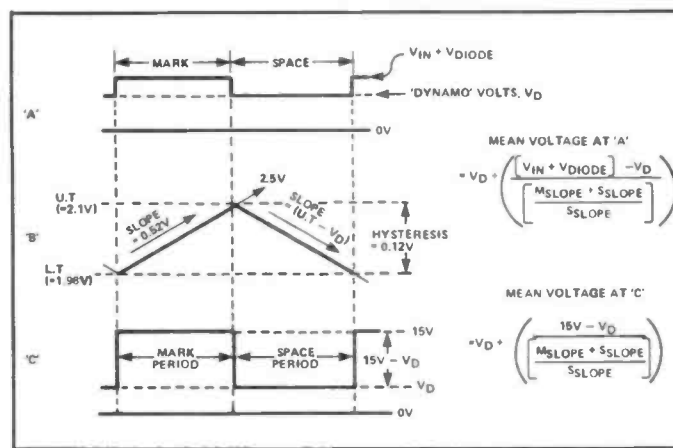 MARK
SPACE
VIN + VDIODE
'DYNAMO' VOLTS, VD
'A'
0V
MEAN VOLTAGE AT 'A'
= VD + ( [VIN + VDIODE] - VD
[ MSLOPE + SSLOPE
SSLOPE ] )
U.T
(=2.1V)
2.5V
SLOPE
= 0.52V
SLOPE
= (U.T - VD)
HYSTERESIS
= 0.12V
'B'
L.T
(=1.98V)
MEAN VOLTAGE AT 'C'
= VD + ( 15V - VD
[ MSLOPE + SSLOPE
SSLOPE ] )
15V
MARK
PERIOD
SPACE
PERIOD
15V - VD
'C'
VD
0V